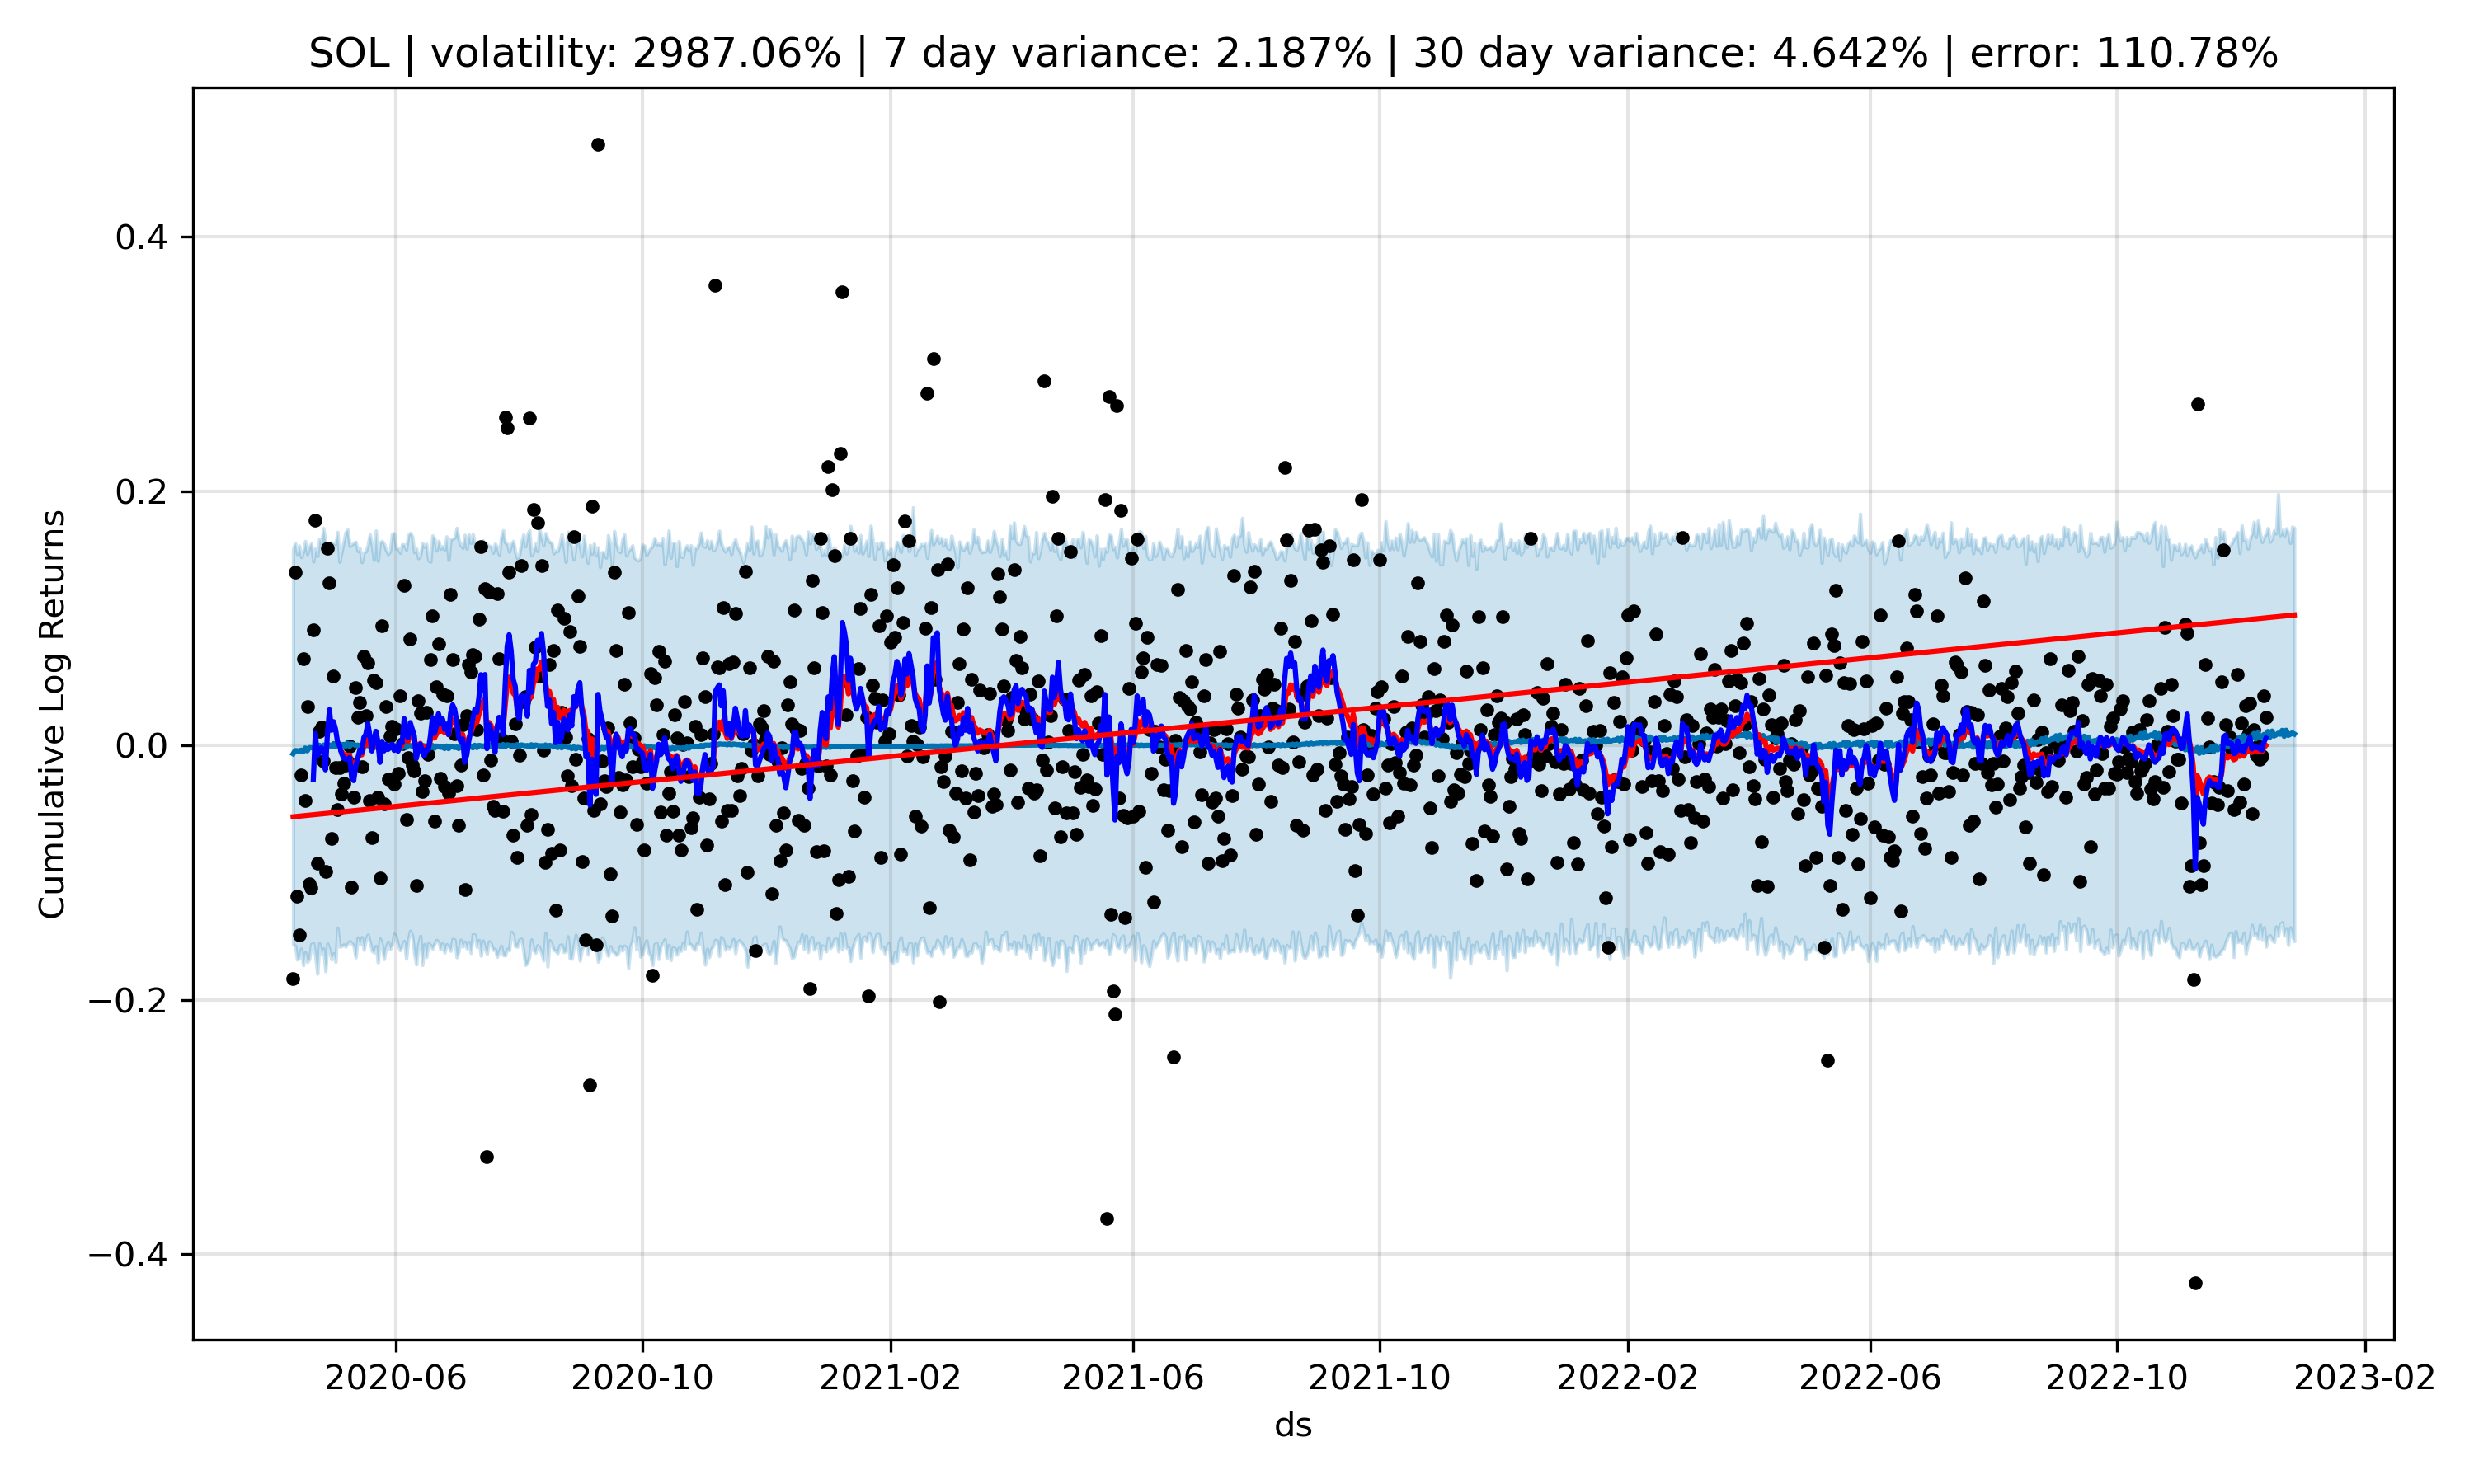 SOL | volatility: 2987.06% | 7 day variance: 2.187% | 30 day variance: 4.642% | error: 110.78%
Cumulative Log Returns
0.4
0.2
0.0
−0.2
−0.4
2020-06 2020-10 2021-02 2021-06 2021-10 2022-02 2022-06 2022-10 2023-02
ds